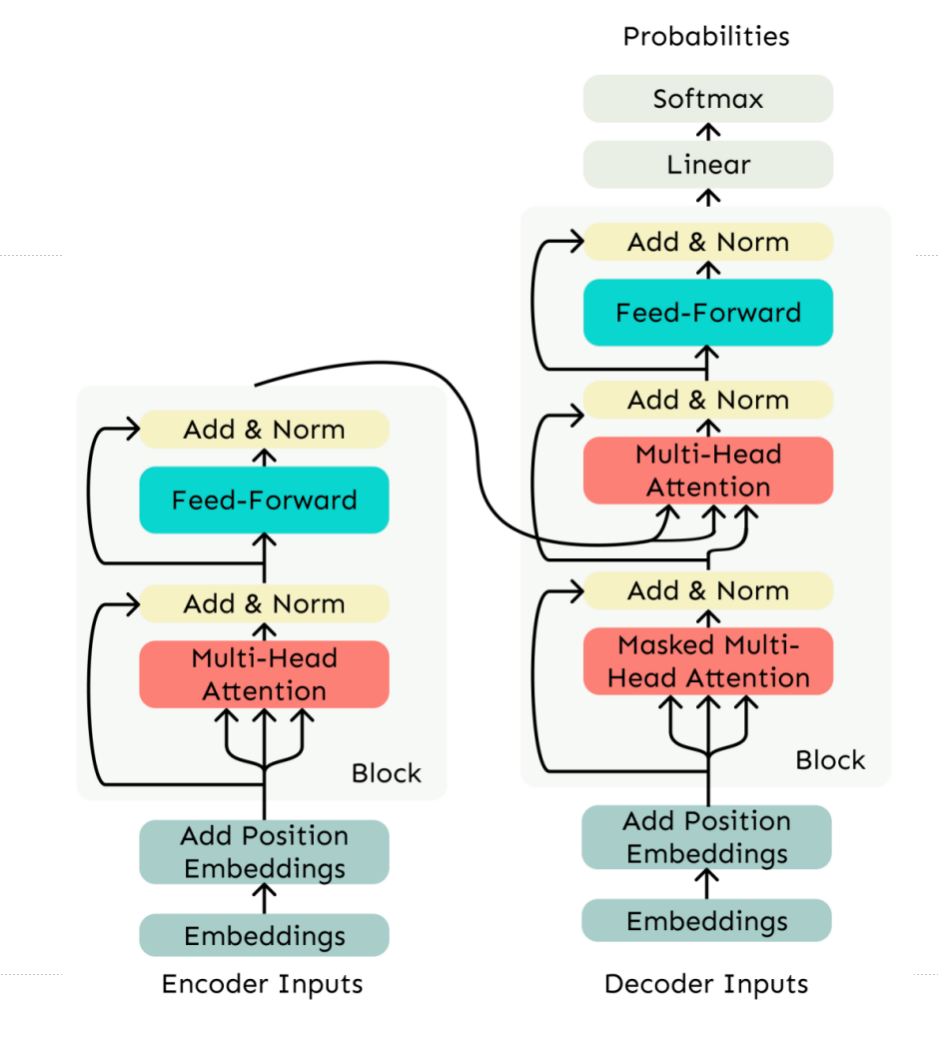 Probabilities
Softmax
Linear
Add & Norm
Feed-Forward
Add & Norm
Multi-Head
Attention
Add & Norm
Masked Multi-
Head Attention
Block
Add Position
Embeddings
Embeddings
Decoder Inputs
Add & Norm
Feed-Forward
Add & Norm
Multi-Head
Attention
Block
Add Position
Embeddings
Embeddings
Encoder Inputs